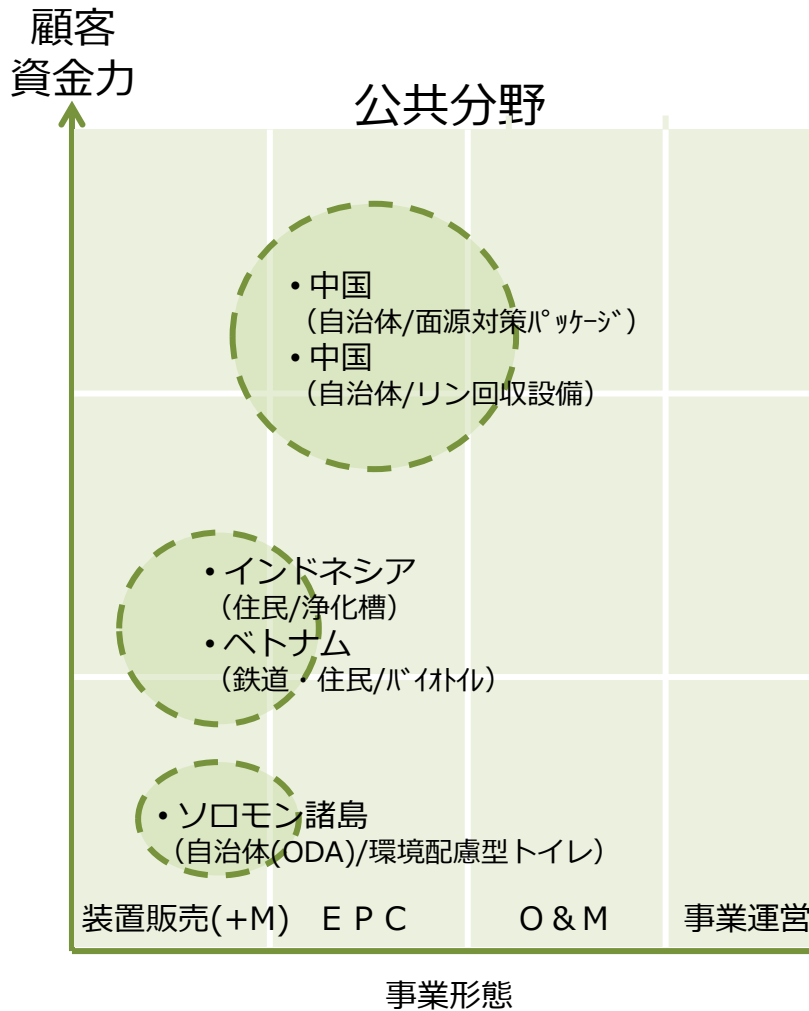 顧客
資金力
公共分野
• 中国
（自治体/面源対策ﾊﾟｯｹｰｼﾞ）
• 中国
（自治体/リン回収設備）
• インドネシア
（住民/浄化槽）
• ベトナム
（鉄道・住民/ﾊﾞｲｵﾄｲﾚ）
• ソロモン諸島
（自治体(ODA)/環境配慮型トイレ）
装置販売(+M) ＥＰＣ Ｏ＆Ｍ 事業運営
事業形態